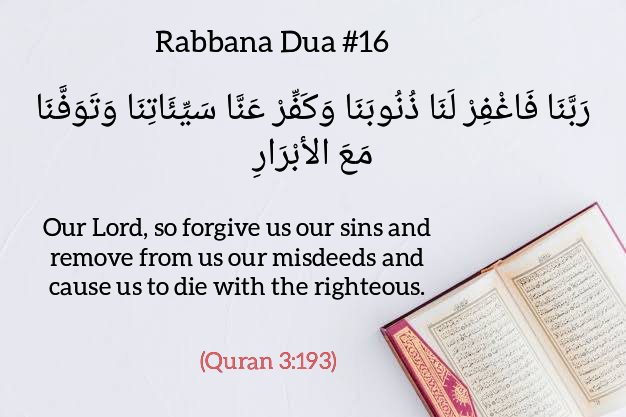 Rabbana Dua #16
رَبَّنَا فَاغْفِرْ لَنَا ذُنُوبَنَا وَكَفِّرْ عَنَّا سَيِّئَاتِنَا وَتَوَفَّنَا
مَعَ الأبْرَارِ
Our Lord, so forgive us our sins and
remove from us our misdeeds and
cause us to die with the righteous.
(Quran 3:193)